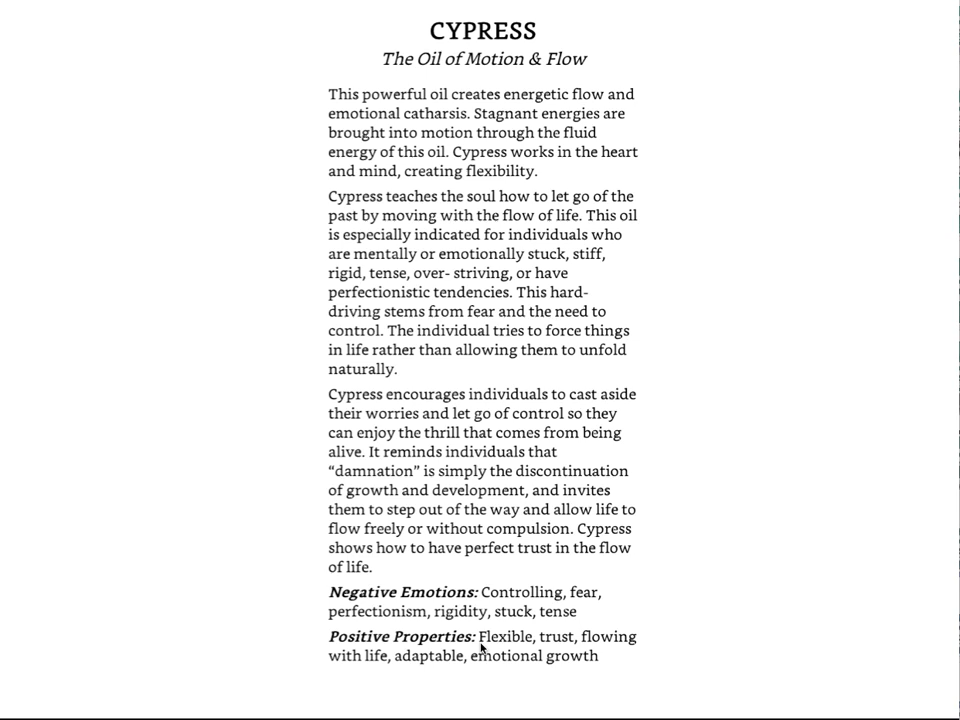 CYPRESS
The Oil of Motion & Flow
This powerful oil creates energetic flow and
emotional catharsis. Stagnant energies are
brought into motion through the fluid
energy of this oil. Cypress works in the heart
and mind, creating flexibility.
Cypress teaches the soul how to let go of the
past by moving with the flow of life. This oil
is especially indicated for individuals who
are mentally or emotionally stuck, stiff,
rigid, tense, over- striving, or have
perfectionistic tendencies. This hard-
driving stems from fear and the need to
control. The individual tries to force things
in life rather than allowing them to unfold
naturally.
Cypress encourages individuals to cast aside
their worries and let go of control so they
can enjoy the thrill that comes from being
alive. It reminds individuals that
“damnation” is simply the discontinuation
of growth and development, and invites
them to step out of the way and allow life to
flow freely or without compulsion. Cypress
shows how to have perfect trust in the flow
of life.
Negative Emotions: Controlling, fear,
perfectionism, rigidity, stuck, tense
Positive Properties: Flexible, trust, flowing
with life, adaptable, emotional growth